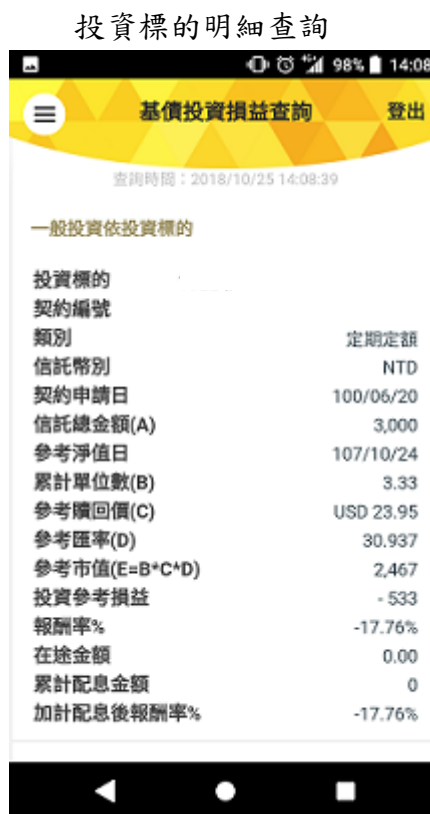 投資標的明細查詢
4G 98% 14:08
基債投資損益查詢 登出
查詢時間：2018/10/25 14:08:39
一般投資依投資標的
投資標的
契約編號
類別 定期定額
信託幣別 NTD
契約申請日 100/06/20
信託總金額(A) 3,000
參考淨值日 107/10/24
累計單位數(B) 3.33
參考贖回價(C) USD 23.95
參考匯率(D) 30.937
參考市值(E=B*C*D) 2,467
投資參考損益 - 533
報酬率% -17.76%
在途金額 0.00
累計配息金額 0
加計配息後報酬率% -17.76%